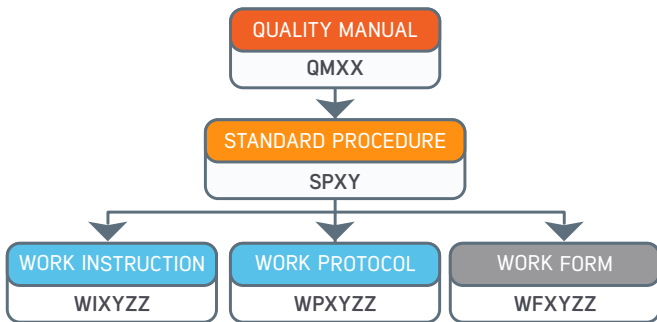 QUALITY MANUAL
QMXX
STANDARD PROCEDURE
SPXY
WORK INSTRUCTION
WIXYZZ
WORK PROTOCOL
WPXYZZ
WORK FORM
WFXYZZ